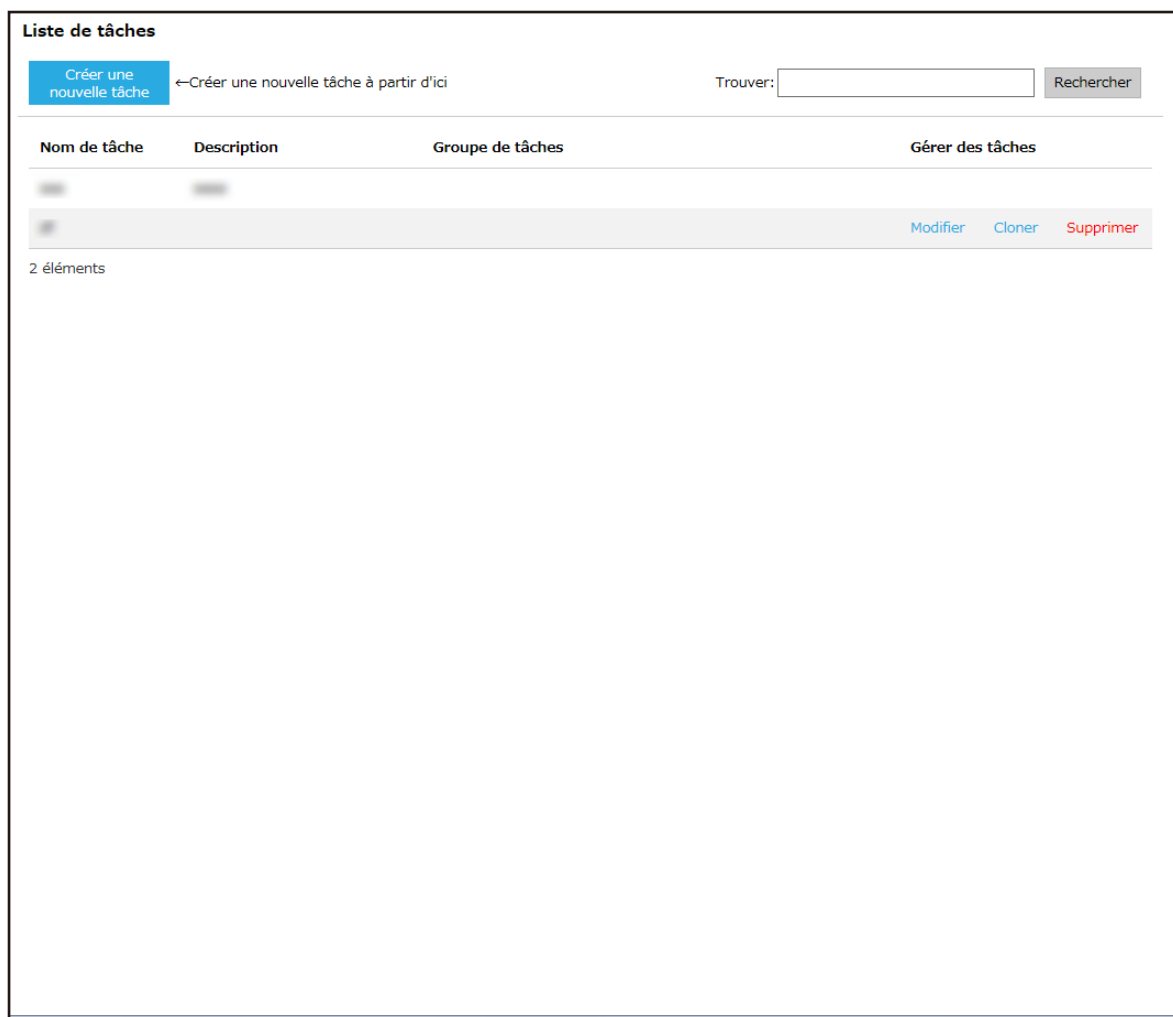 Liste de tâches
Créer une
nouvelle tâche
←Créer une nouvelle tâche à partir d'ici
Trouver:
Rechercher
Nom de tâche Description Groupe de tâches Gérer des tâches
Modifier Cloner Supprimer
2 éléments